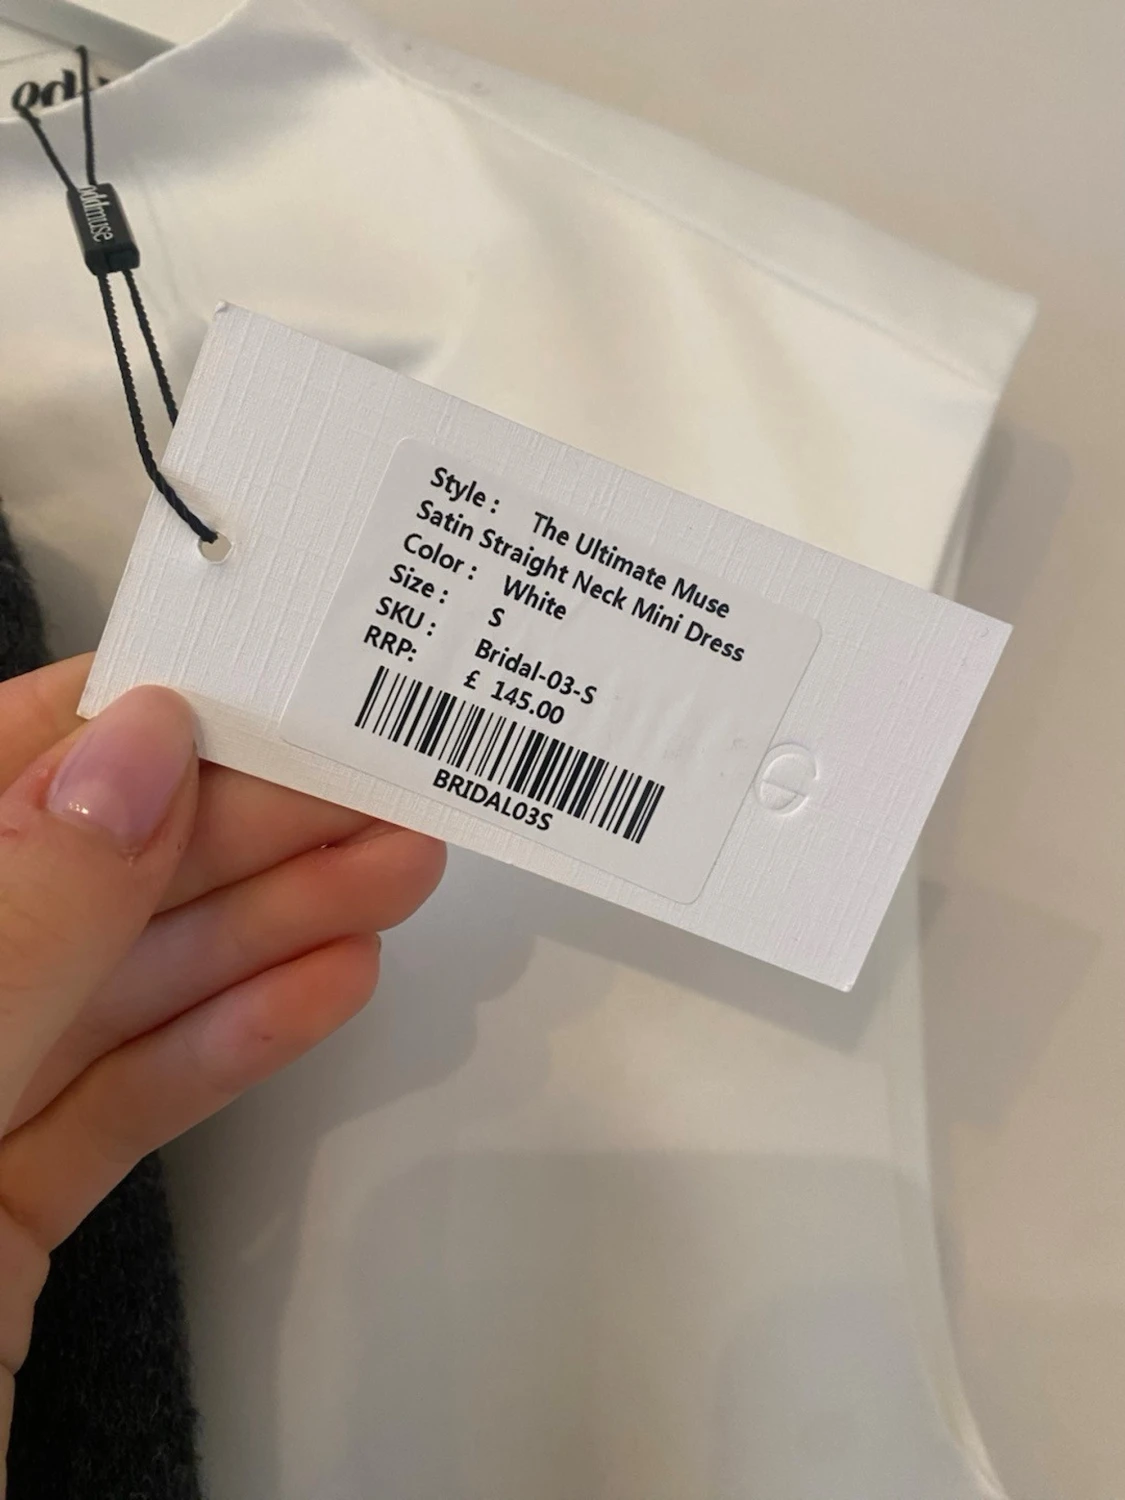 oddmuse
Style : The Ultimate Muse
Satin Straight Neck Mini Dress
Color : White
Size : S
SKU : Bridal-03-S
RRP: £ 145.00
BRIDAL03S